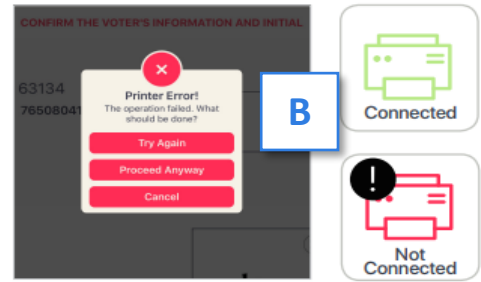 CONFIRM THE VOTER'S INFORMATION AND INITIAL
63134
76508041
Printer Error!
The operation failed. What
should be done?
Try Again
Proceed Anyway
Cancel
B
Connected
!
Not
Connected